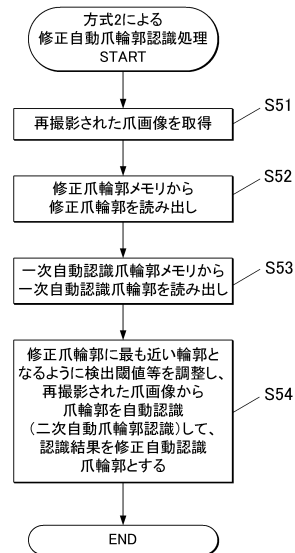 方式2による
修正自動爪輪郭認識処理
START
S51
再撮影された爪画像を取得
S52
修正爪輪郭メモリから
修正爪輪郭を読み出し
S53
一次自動認識爪輪郭メモリから
一次自動認識爪輪郭を読み出し
S54
修正爪輪郭に最も近い輪郭と
なるように検出閾値等を調整し、
再撮影された爪画像から
爪輪郭を自動認識
(二次自動爪輪郭認識)して、
認識結果を修正自動認識
爪輪郭とする
END